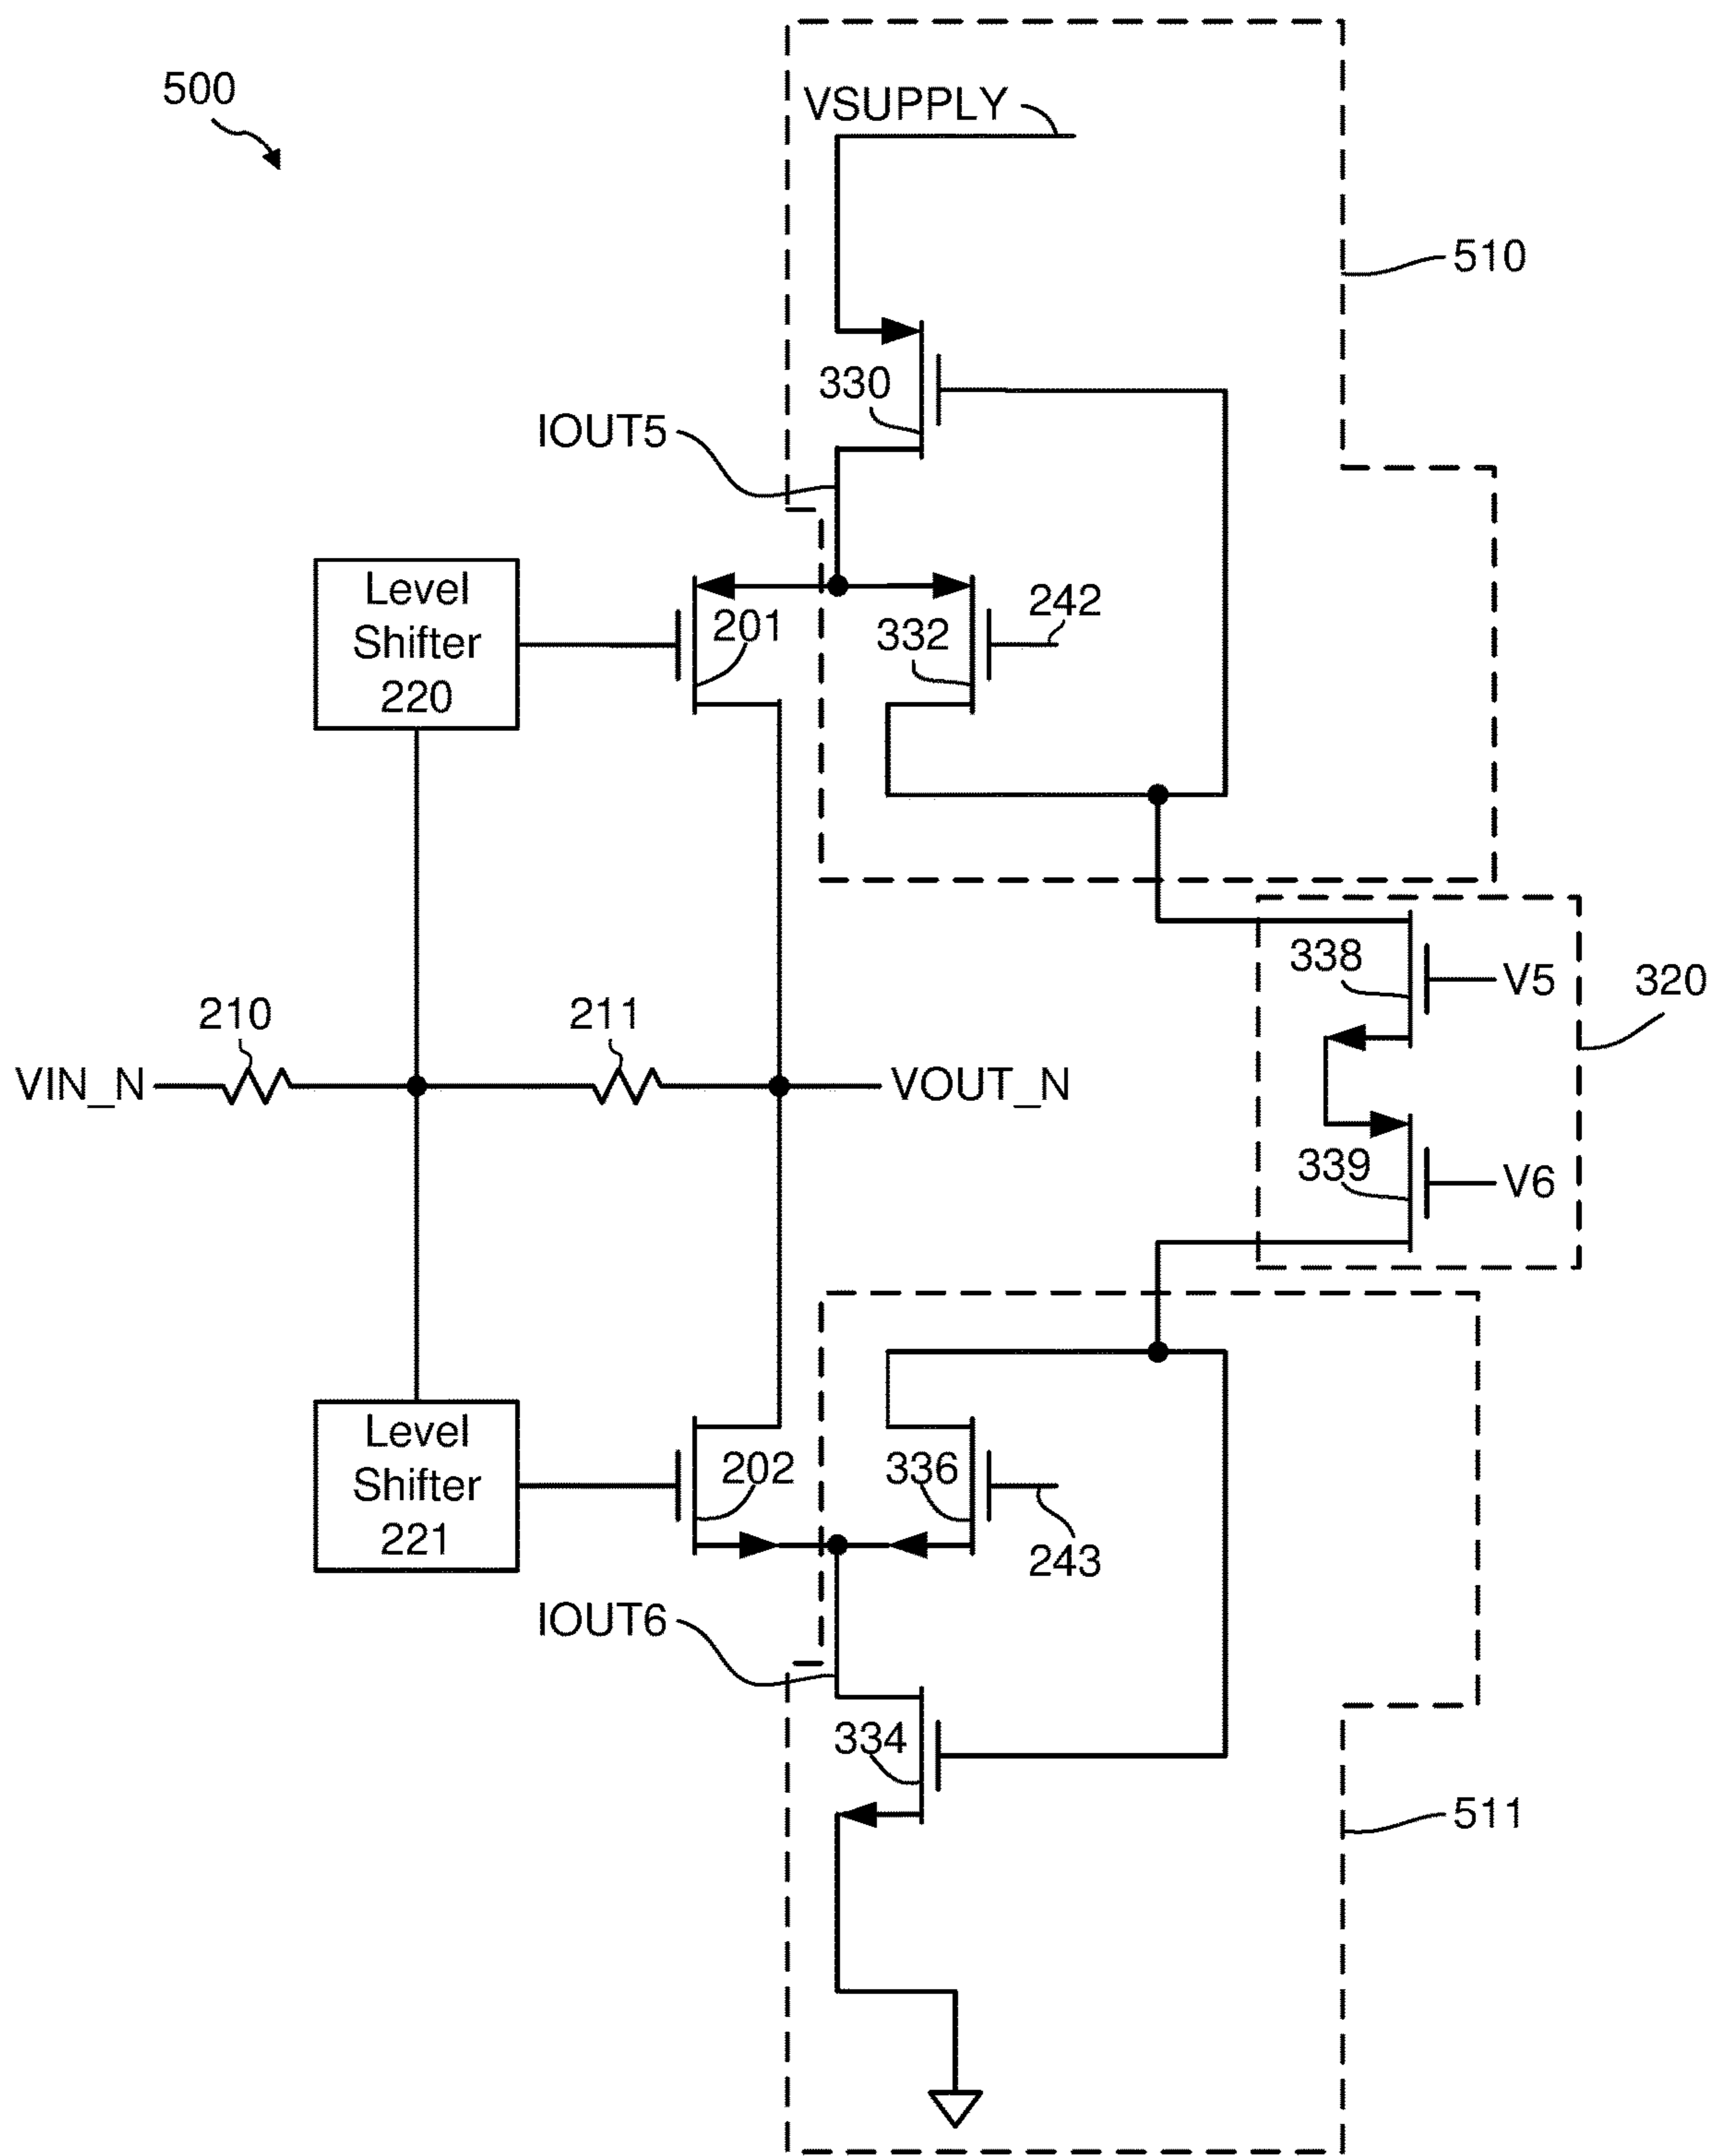 500
VSUPPLY
510
330
IOUT5
Level
Shifter
220
201
332
242
338
V5
320
210
211
VIN_N
VOUT_N
339
V6
Level
Shifter
221
202
336
243
IOUT6
334
511